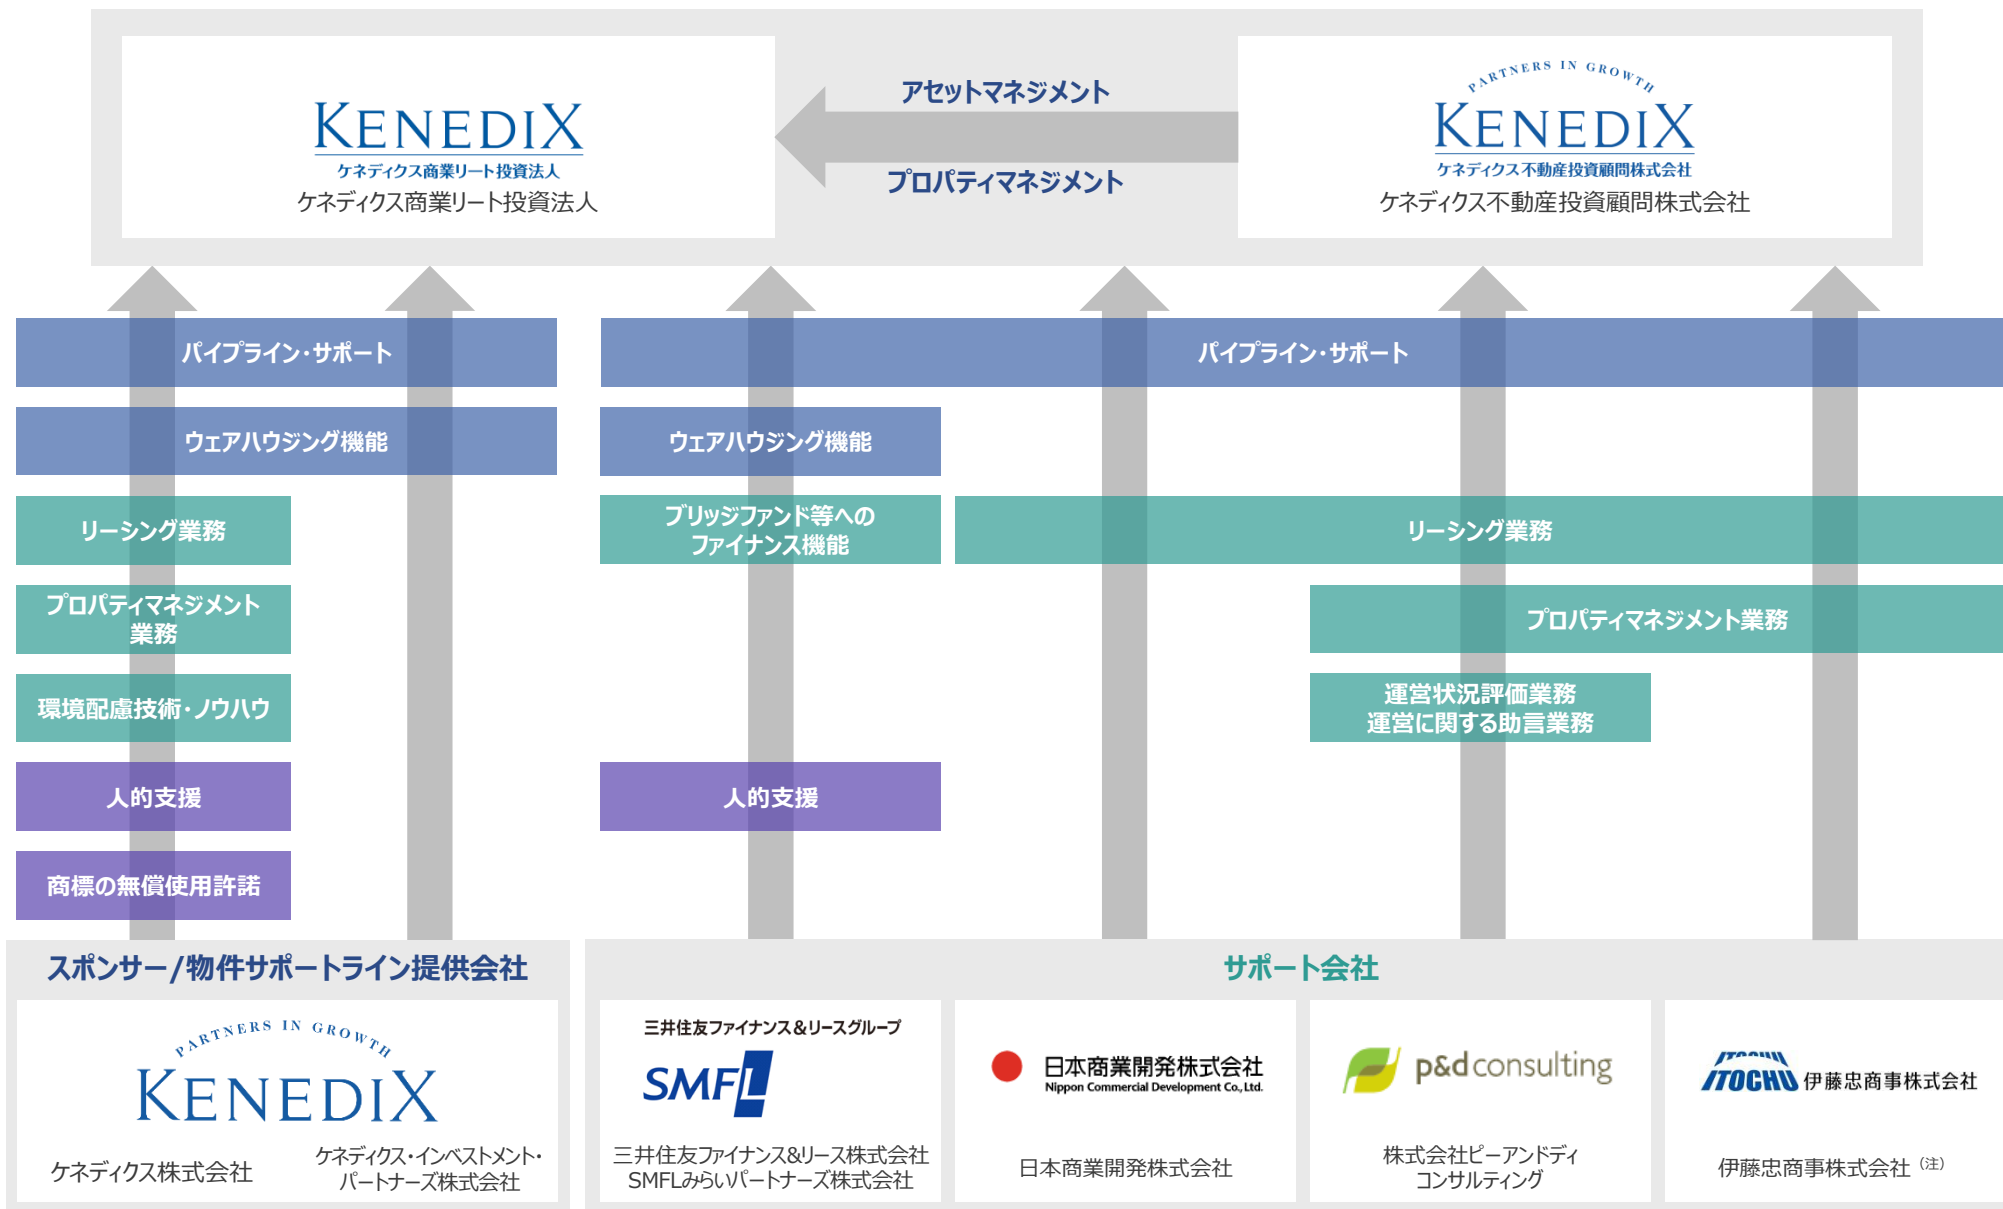 KENEDIX
ケネディクス商業リート投資法人
ケネディクス商業リート投資法人
アセットマネジメント
プロパティマネジメント
PARTNERS IN GROWTH
KENEDIX
ケネディクス不動産投資顧問株式会社
ケネディクス不動産投資顧問株式会社
パイプライン・サポート
パイプライン・サポート
ウェアハウジング機能
ウェアハウジング機能
リーシング業務
ブリッジファンド等への
ファイナンス機能
リーシング業務
プロパティマネジメント
業務
プロパティマネジメント業務
環境配慮技術・ノウハウ
運営状況評価業務
運営に関する助言業務
人的支援
人的支援
商標の無償使用許諾
スポンサー/物件サポートライン提供会社
PARTNERS IN GROWTH
KENEDIX
ケネディクス株式会社
ケネディクス・インベストメント・
パートナーズ株式会社
サポート会社
三井住友ファイナンス&リースグループ
SMFL
三井住友ファイナンス&リース株式会社
SMFLみらいパートナーズ株式会社
日本商業開発株式会社
Nippon Commercial Development Co., Ltd.
日本商業開発株式会社
p&d consulting
株式会社ピーアンドディ
コンサルティング
ITOCHU
ITOCHU 伊藤忠商事株式会社
伊藤忠商事株式会社（注）